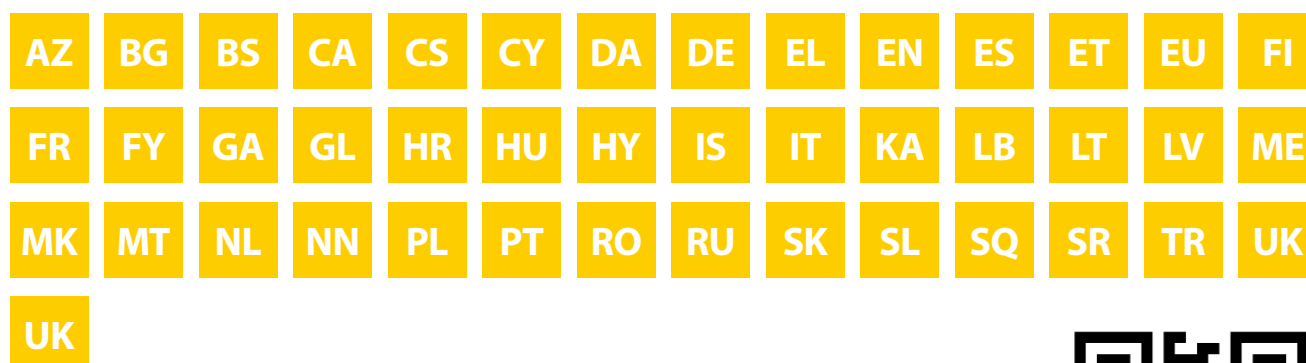 AZ BG BS CA CS CY DA DE EL EN ES ET EU FI
FR FY GA GL HR HU HY IS IT KA LB LT LV ME
MK MT NL NN PL PT RO RU SK SL SQ SR TR UK
UK